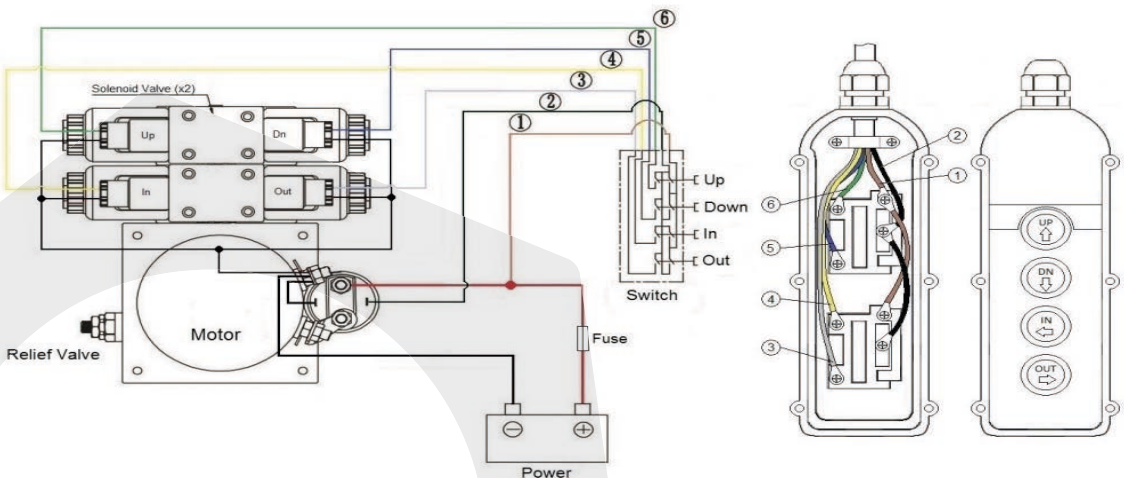 ⑥
⑤
④
③
②
①
Solenoid Valve (x2)
Up
Dn
In
Out
Up
Down
In
Out
Switch
Motor
Relief Valve
Fuse
Power
②
①
⑥
⑤
④
③
UP
DN
IN
OUT